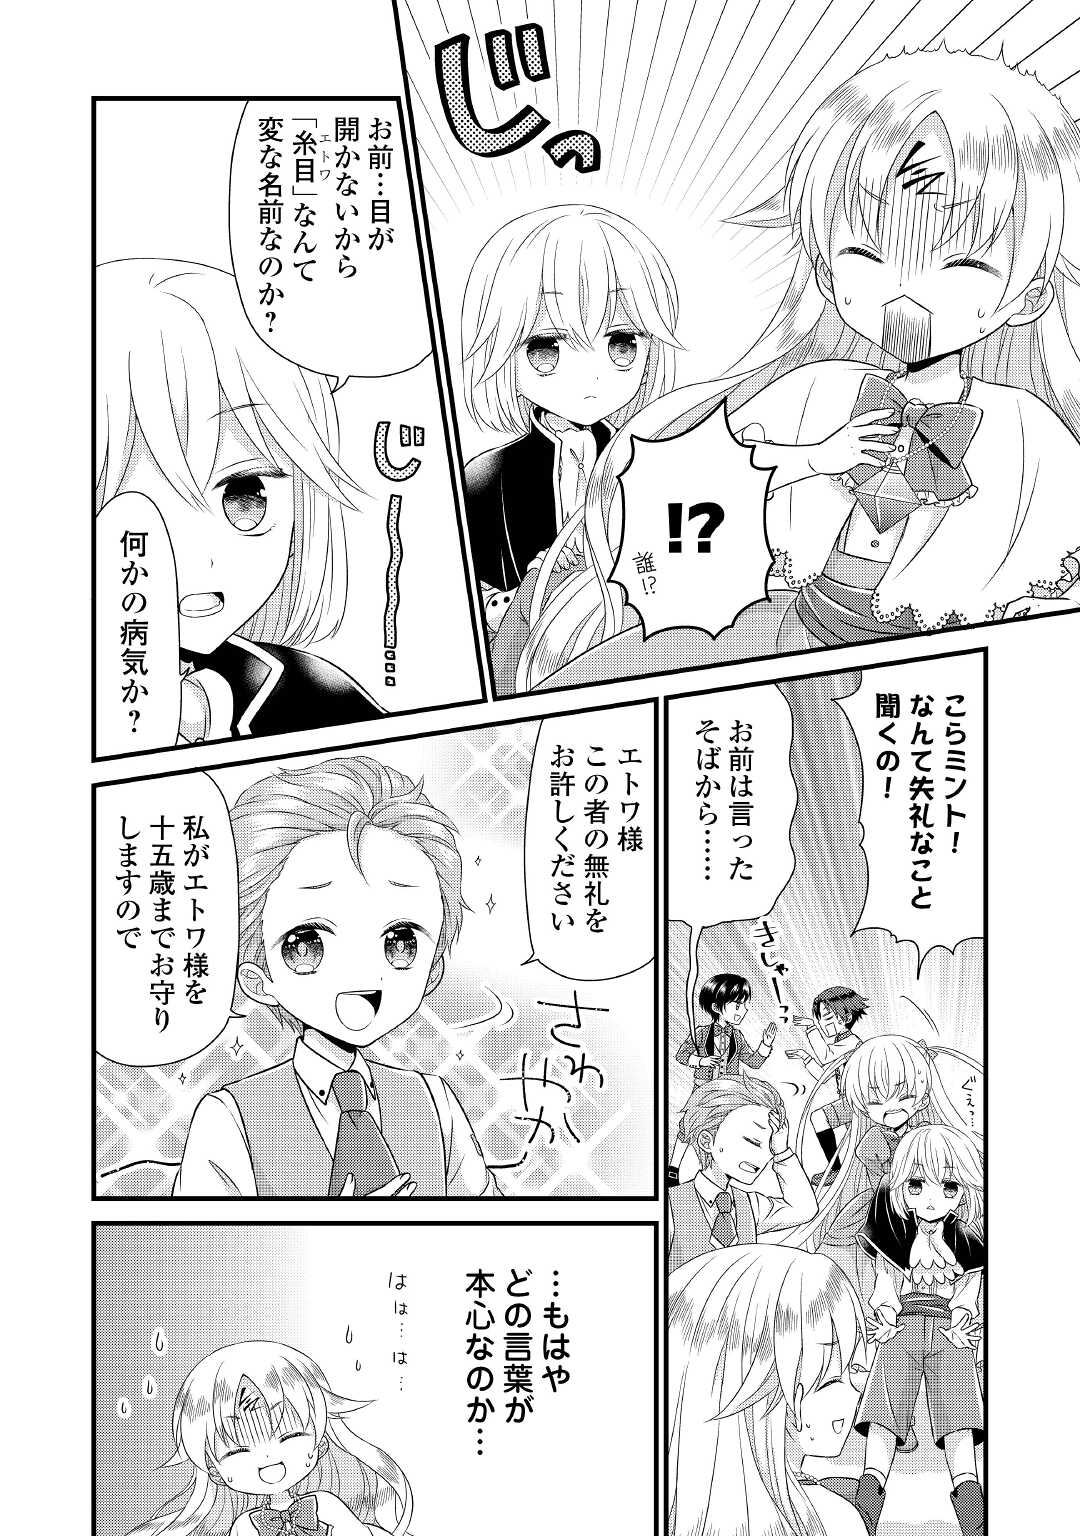 じっ
!?
誰!?
お前…目が
開かないから
「糸目」なんて
エトワ
変な名前なのか?
じ……
何かの病気か?
こらミント!
なんて失礼なこと
聞くの!
お前は言った
そばから……
きしゃーっ
ぐえっ…
エトワ様
この者の無礼を
お許しください
私がエトワ様を
十五歳までお守り
しますので
さわやか
…もはや
どの言葉が
本心なのか…
はは…は…